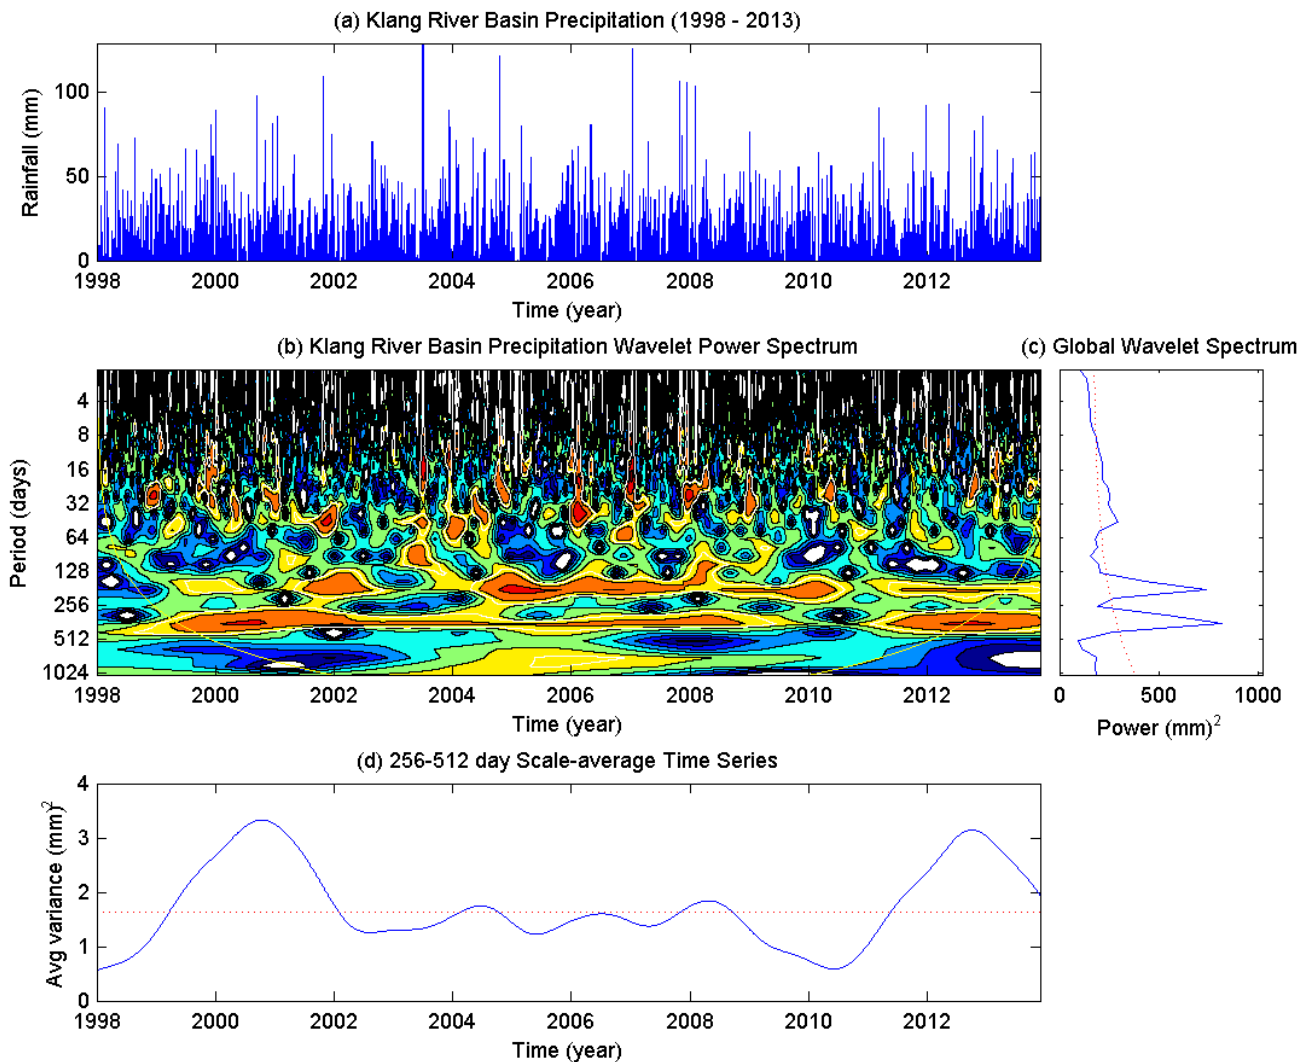 (a) Klang River Basin Precipitation (1998 - 2013)
Rainfall (mm)
100
50
0
1998 2000 2002 2004 2006 2008 2010 2012
Time (year)
(b) Klang River Basin Precipitation Wavelet Power Spectrum
Period (days)
4
8
16
32
64
128
256
512
1024
1998 2000 2002 2004 2006 2008 2010 2012
Time (year)
(c) Global Wavelet Spectrum
0 500 1000
Power (mm)²
(d) 256-512 day Scale-average Time Series
Avg variance (mm)²
4
3
2
1
0
1998 2000 2002 2004 2006 2008 2010 2012
Time (year)